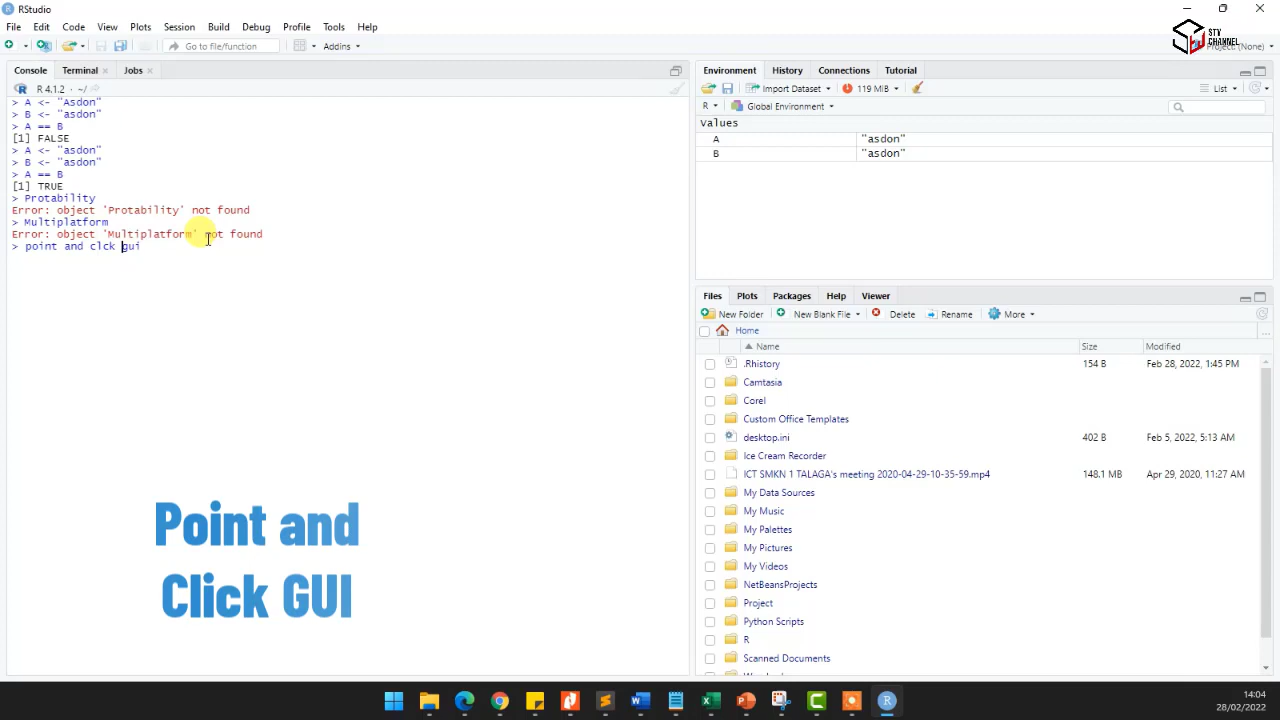 RStudio
File Edit Code View Plots Session Build Debug Profile Tools Help
STV CHANNEL
Go to file/function Addins Project: (None)
Console Terminal Jobs
R 4.1.2 · ~/
> A <- "Asdon"
> B <- "asdon"
> A == B
[1] FALSE
> A <- "asdon"
> B <- "asdon"
> A == B
[1] TRUE
> Protability
Error: object 'Protability' not found
> Multiplatform
Error: object 'Multiplatform' not found
> point and clck gui
Point and
Click GUI
Environment History Connections Tutorial
Import Dataset 119 MiB List
R Global Environment
Values
A "asdon"
B "asdon"
Files Plots Packages Help Viewer
New Folder New Blank File Delete Rename More
Home
Name Size Modified
.Rhistory 154 B Feb 28, 2022, 1:45 PM
Camtasia
Corel
Custom Office Templates
desktop.ini 402 B Feb 5, 2022, 5:13 AM
Ice Cream Recorder
ICT SMKN 1 TALAGA's meeting 2020-04-29-10-35-59.mp4 148.1 MB Apr 29, 2020, 11:27 AM
My Data Sources
My Music
My Palettes
My Pictures
My Videos
NetBeansProjects
Project
Python Scripts
R
Scanned Documents
14:04
28/02/2022